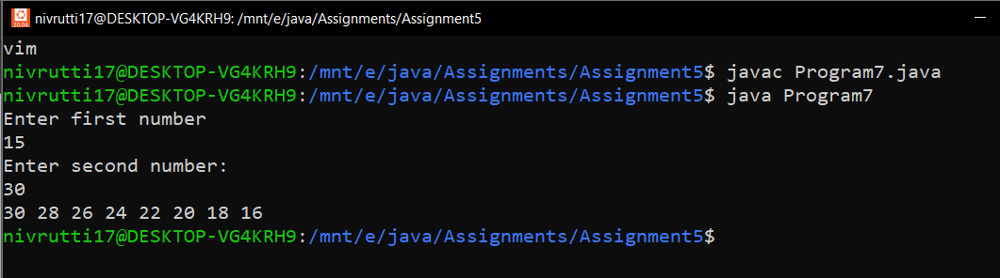 20.04 nivrutti17@DESKTOP-VG4KRH9: /mnt/e/java/Assignments/Assignment5
vim
nivrutti17@DESKTOP-VG4KRH9:/mnt/e/java/Assignments/Assignment5$ javac Program7.java
nivrutti17@DESKTOP-VG4KRH9:/mnt/e/java/Assignments/Assignment5$ java Program7
Enter first number
15
Enter second number:
30
30 28 26 24 22 20 18 16
nivrutti17@DESKTOP-VG4KRH9:/mnt/e/java/Assignments/Assignment5$